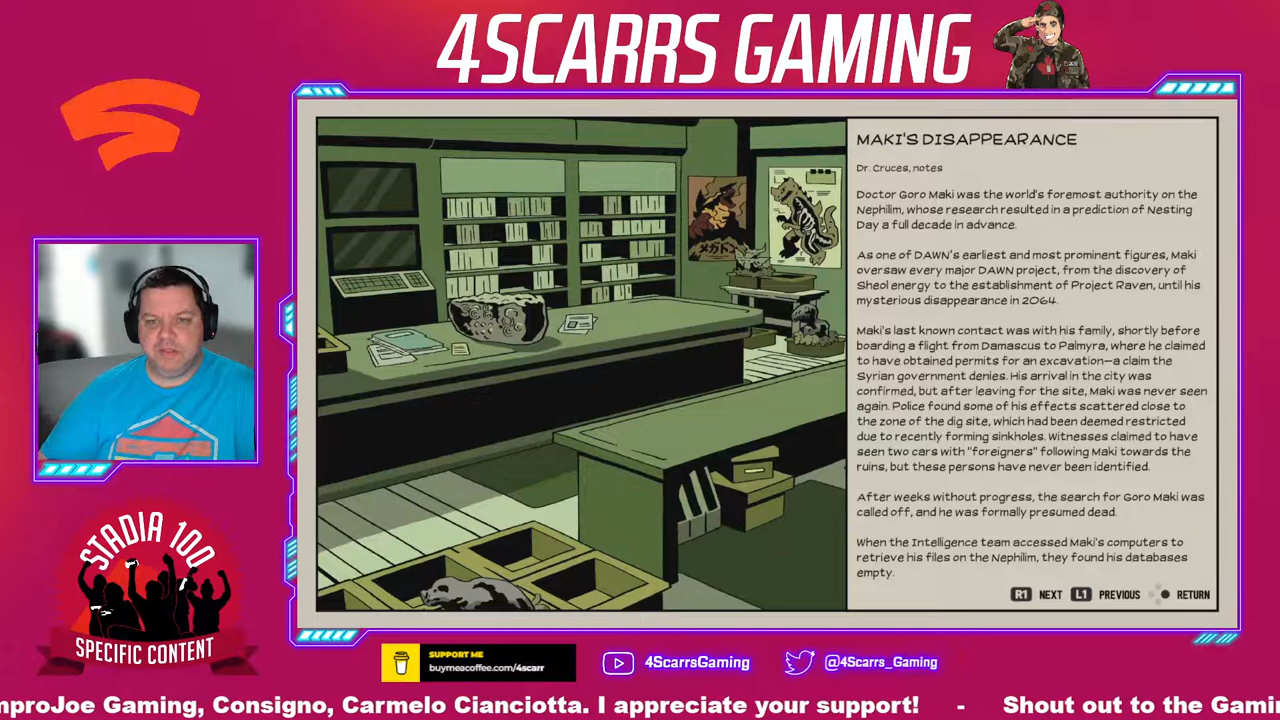 4SCARRS GAMING
MAKI'S DISAPPEARANCE
Dr. Cruces, notes
Doctor Goro Maki was the world's foremost authority on the
Nephilim, whose research resulted in a prediction of Nesting
Day a full decade in advance.
As one of DAWN's earliest and most prominent figures, Maki
oversaw every major DAWN project, from the discovery of
Sheol energy to the establishment of Project Raven, until his
mysterious disappearance in 2064.
Maki's last known contact was with his family, shortly before
boarding a flight from Damascus to Palmyra, where he claimed
to have obtained permits for an excavation—a claim the
Syrian government denies. His arrival in the city was
confirmed, but after leaving for the site, Maki was never seen
again. Police found some of his effects scattered close to
the zone of the dig site, which had been deemed restricted
due to recently forming sinkholes. Witnesses claimed to have
seen two cars with "foreigners" following Maki towards the
ruins, but these persons have never been identified.
After weeks without progress, the search for Goro Maki was
called off, and he was formally presumed dead.
When the Intelligence team accessed Maki's computers to
retrieve his files on the Nephilim, they found his databases
empty.
R1 NEXT L1 PREVIOUS RETURN
メガド
STADIA 100
SPECIFIC CONTENT
SUPPORT ME
buymeacoffee.com/4scarr
4ScarrsGaming
@4Scarrs_Gaming
mproJoe Gaming, Consigno, Carmelo Cianciotta. I appreciate your support! - Shout out to the Gami